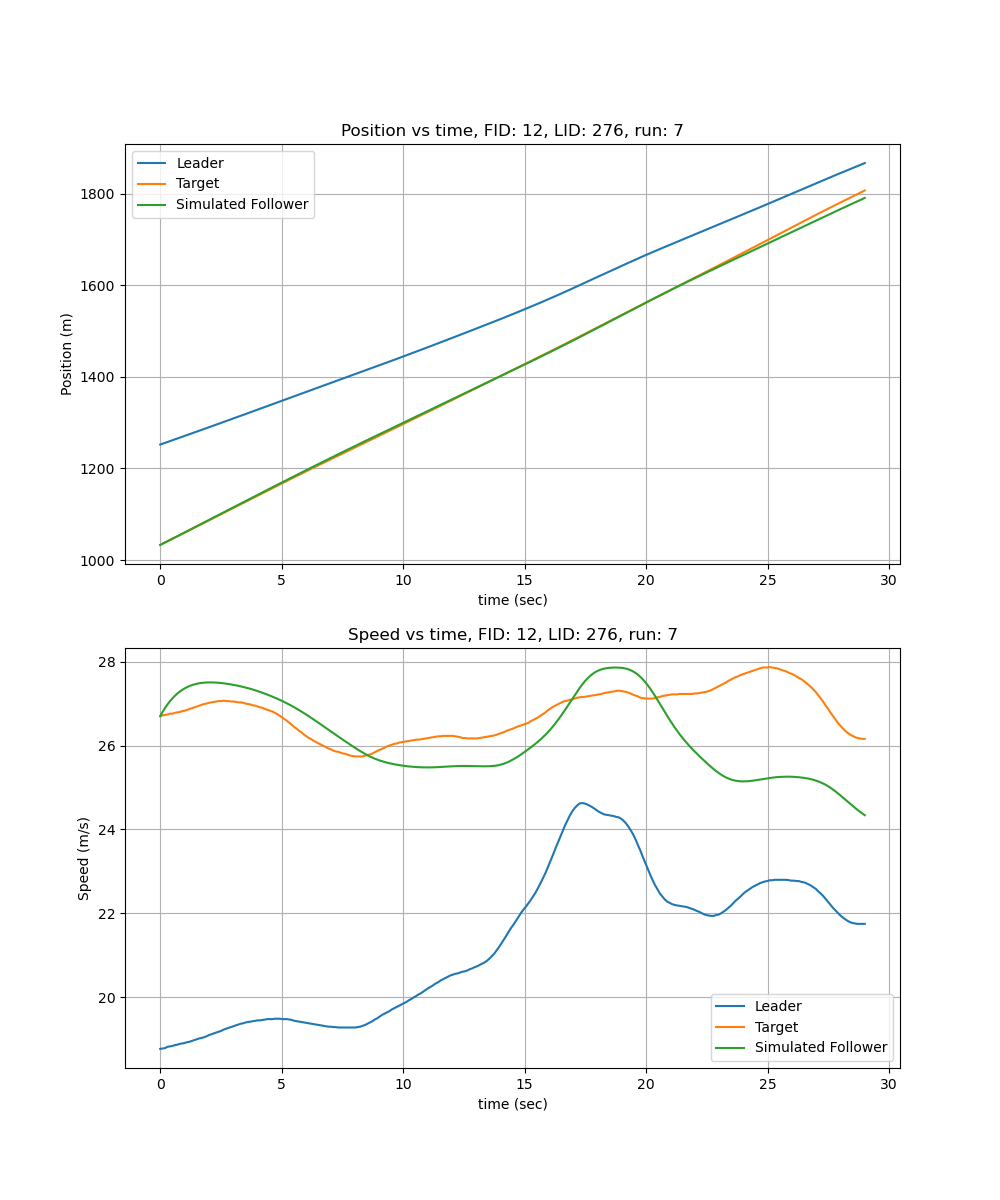 Position vs time, FID: 12, LID: 276, run: 7
Leader
Target
Simulated Follower
1800
1600
1400
1200
1000
Position (m)
0 5 10 15 20 25 30
time (sec)
Speed vs time, FID: 12, LID: 276, run: 7
28
26
24
22
20
Speed (m/s)
Leader
Target
Simulated Follower
0 5 10 15 20 25 30
time (sec)